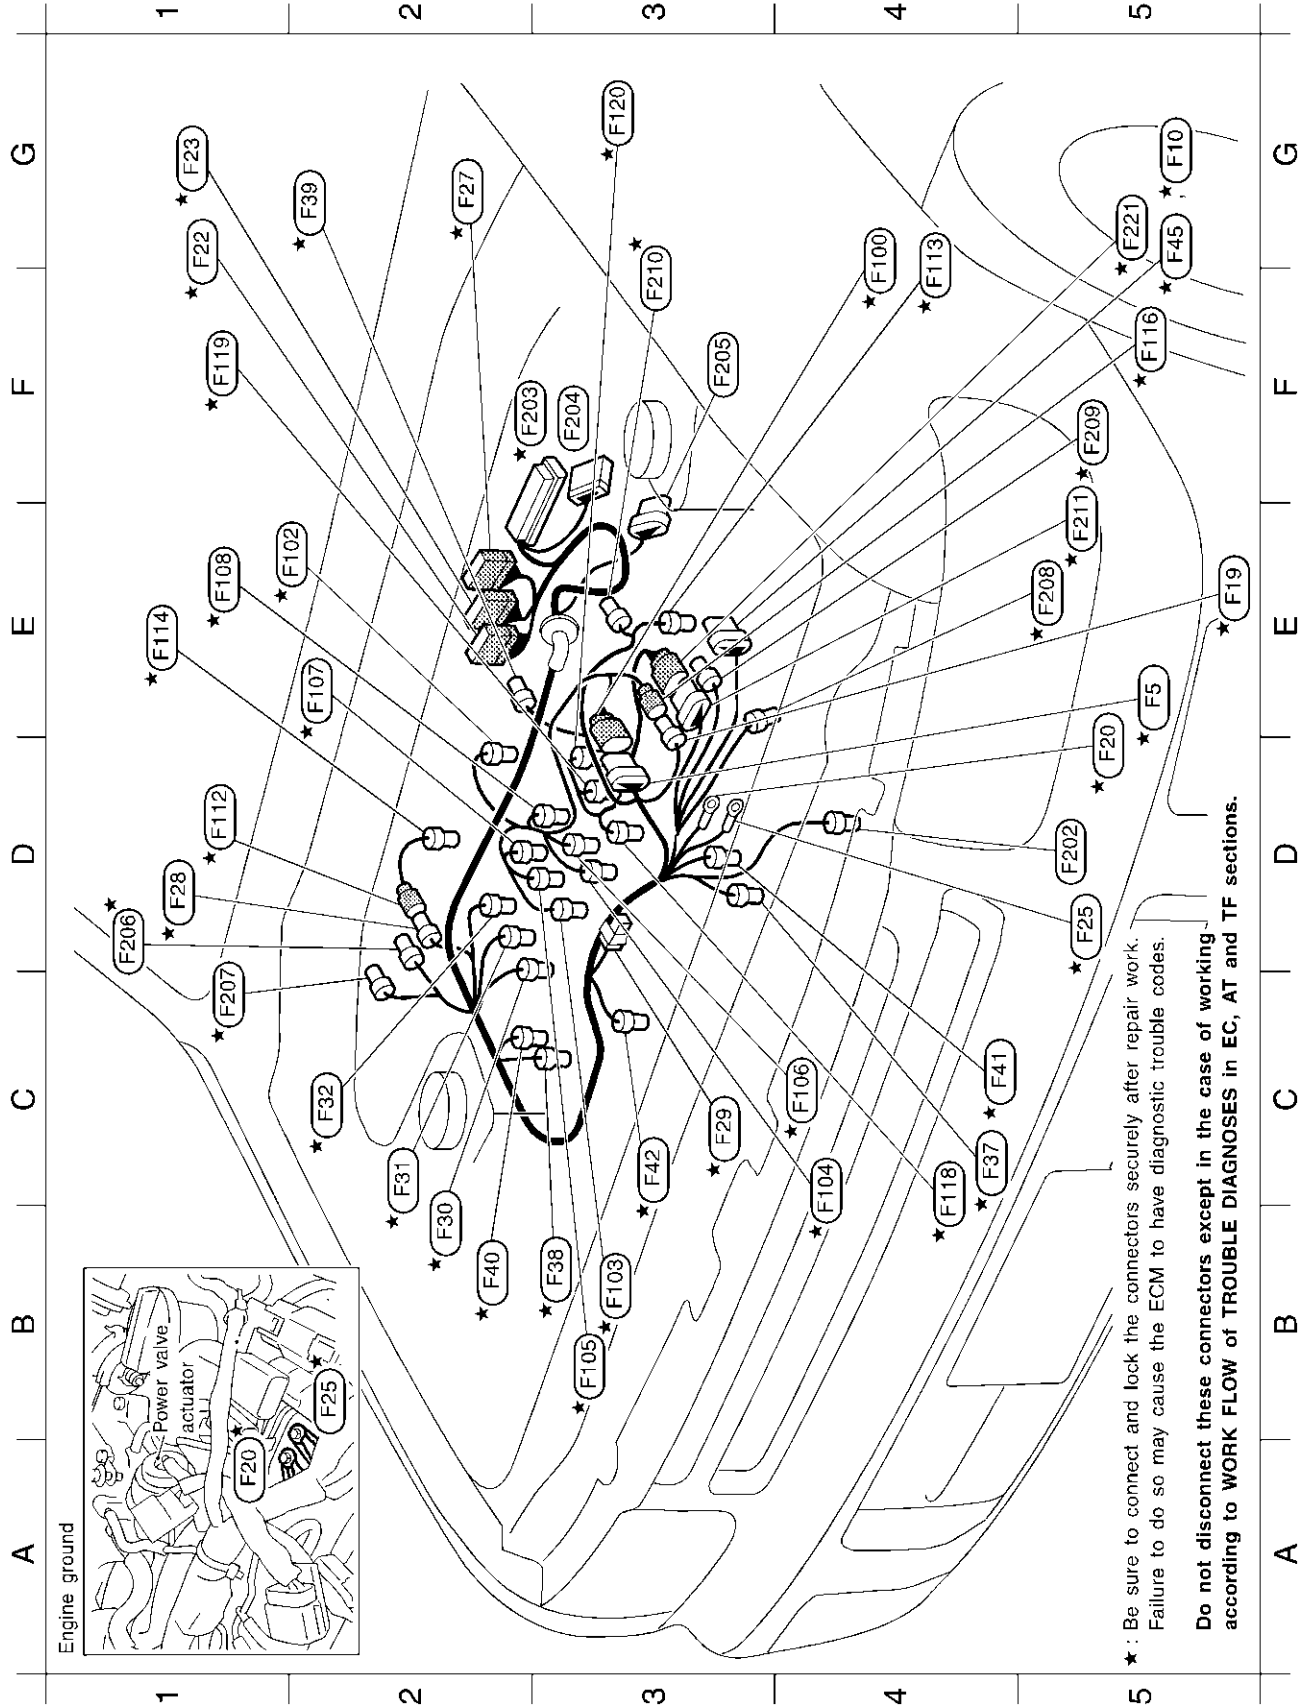 Engine ground
Power valve
actuator
★ F20
★ F25
A B C D E F G
1 2 3 4 5
★ F206
★ F28
★ F112
★ F207
★ F114
★ F108
★ F102
★ F107
★ F119
★ F22
★ F23
★ F39
★ F27
★ F120
★ F203
F204
★ F210
F205
★ F100
★ F113
★ F221
★ F45 , ★ F10
★ F116
★ F209
★ F211
★ F208
★ F19
★ F5
★ F20
F202
★ F25
★ F32
★ F31
★ F30
★ F40
★ F38
★ F103
★ F105
★ F42
★ F29
★ F106
★ F104
★ F118
★ F37
★ F41
★ : Be sure to connect and lock the connectors securely after repair work.
Failure to do so may cause the ECM to have diagnostic trouble codes.
Do not disconnect these connectors except in the case of working
according to WORK FLOW of TROUBLE DIAGNOSES in EC, AT and TF sections.
A B C D E F G
1 2 3 4 5